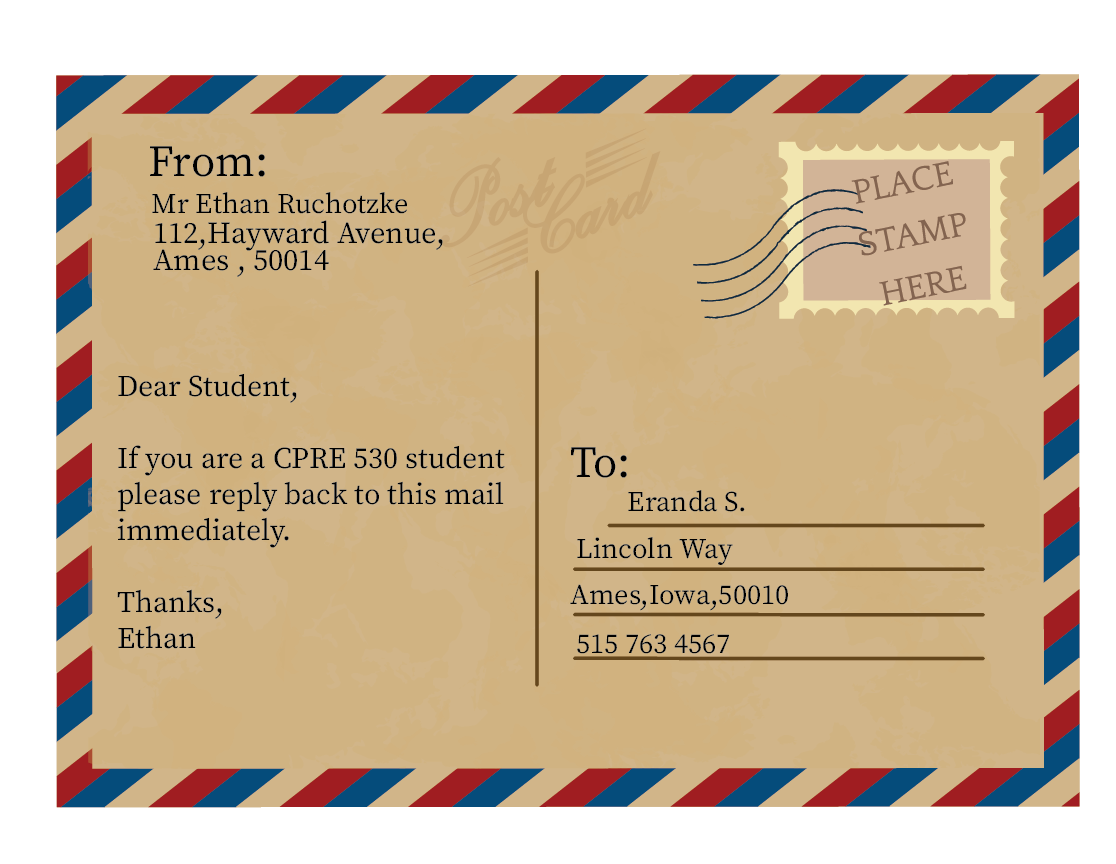 From:
Mr Ethan Ruchotzke
112,Hayward Avenue,
Ames , 50014
Post
Card
PLACE
STAMP
HERE
Dear Student,
If you are a CPRE 530 student
please reply back to this mail
immediately.
Thanks,
Ethan
To:
Eranda S.
Lincoln Way
Ames,Iowa,50010
515 763 4567